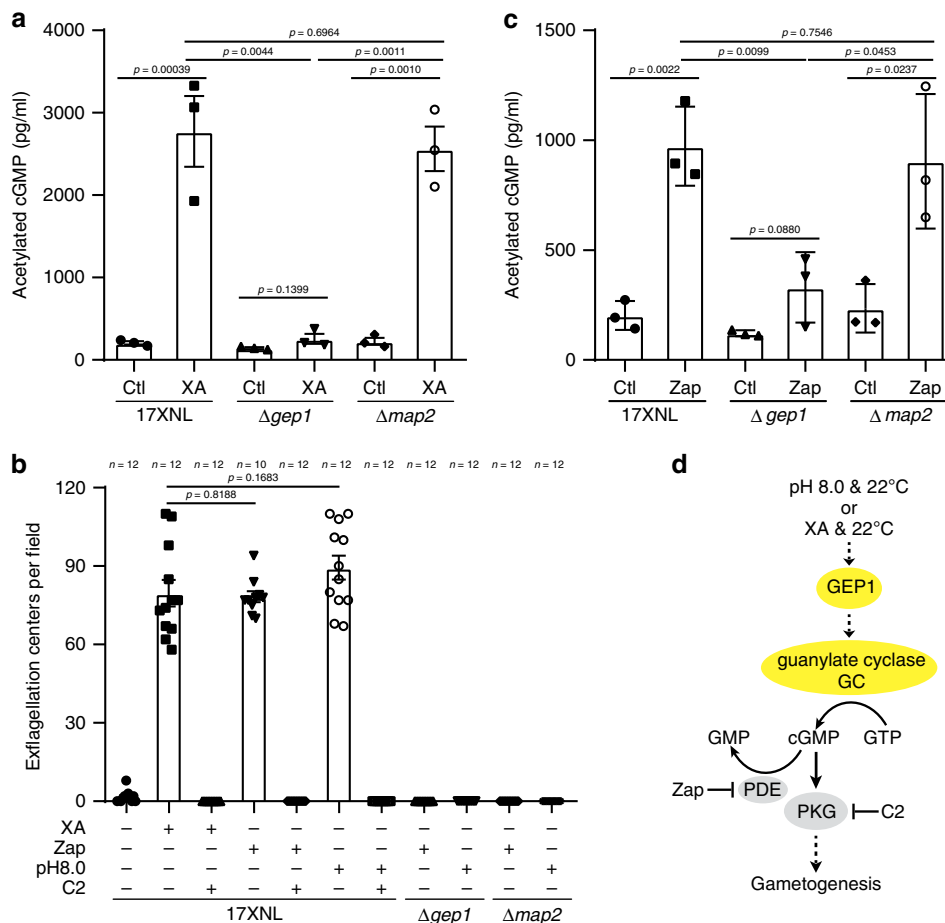 a
4000
3000
2000
1000
0
Acetylated cGMP (pg/ml)
p = 0.6964
p = 0.0044
p = 0.0011
p = 0.00039
p = 0.0010
p = 0.1399
Ctl XA Ctl XA Ctl XA
17XNL Δgep1 Δmap2
c
1500
1000
500
0
Acetylated cGMP (pg/ml)
p = 0.7546
p = 0.0099
p = 0.0453
p = 0.0022
p = 0.0237
p = 0.0880
Ctl Zap Ctl Zap Ctl Zap
17XNL Δgep1 Δmap2
b
n = 12 n = 12 n = 12 n = 10 n = 12 n = 12 n = 12 n = 12 n = 12 n = 12 n = 12
p = 0.1683
p = 0.8188
120
90
60
30
0
Exflagellation centers per field
XA – + + – – – – – – – –
Zap – – – + + – – + – + –
pH8.0 – – – – – + + – + – +
C2 – – + – + – + – – – –
17XNL Δgep1 Δmap2
d
pH 8.0 & 22°C
or
XA & 22°C
GEP1
guanylate cyclase
GC
GMP cGMP GTP
Zap PDE
PKG C2
Gametogenesis